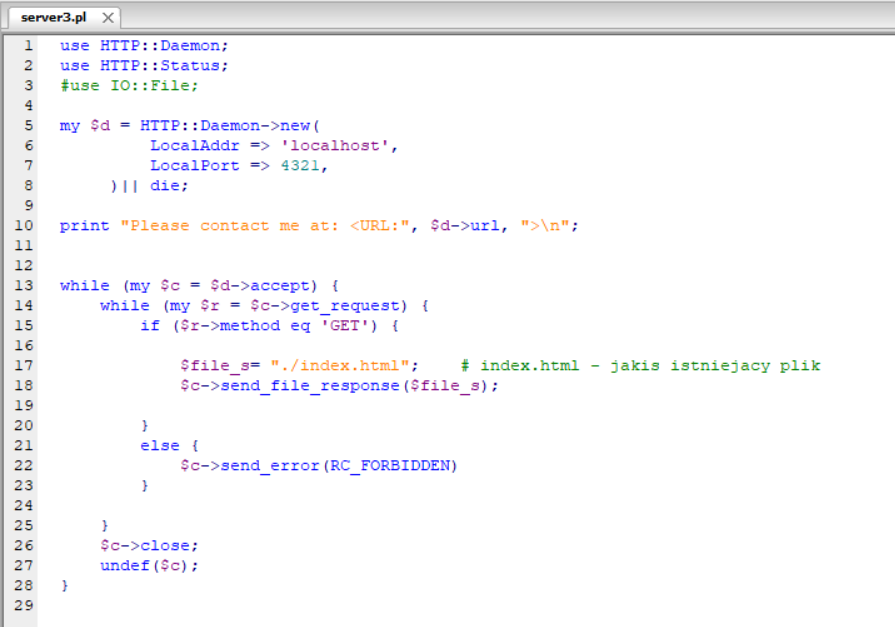 server3.pl
1 use HTTP::Daemon;
2 use HTTP::Status;
3 #use IO::File;
4
5 my $d = HTTP::Daemon->new(
6 LocalAddr => 'localhost',
7 LocalPort => 4321,
8 )|| die;
9
10 print "Please contact me at: <URL:", $d->url, ">\n";
11
12
13 while (my $c = $d->accept) {
14 while (my $r = $c->get_request) {
15 if ($r->method eq 'GET') {
16
17 $file_s= "./index.html"; # index.html - jakis istniejacy plik
18 $c->send_file_response($file_s);
19
20 }
21 else {
22 $c->send_error(RC_FORBIDDEN)
23 }
24
25 }
26 $c->close;
27 undef($c);
28 }
29